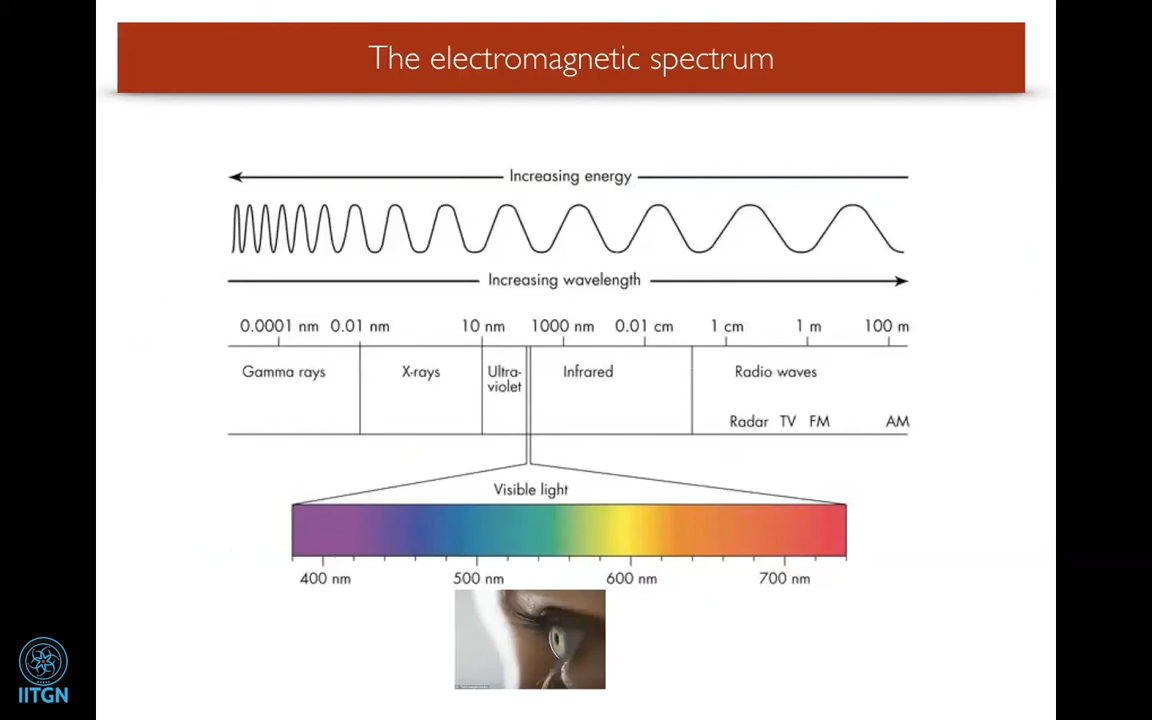 The electromagnetic spectrum
Increasing energy
Increasing wavelength
0.0001 nm 0.01 nm 10 nm 1000 nm 0.01 cm 1 cm 1 m 100 m
Gamma rays X-rays Ultra- Infrared Radio waves
violet
Radar TV FM AM
Visible light
400 nm 500 nm 600 nm 700 nm
IITGN